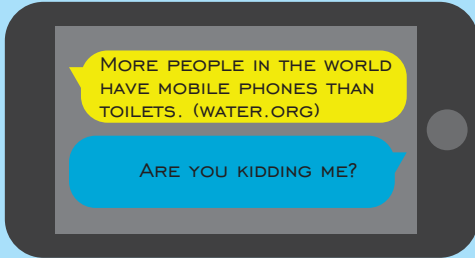 More people in the world
have mobile phones than
toilets. (water.org)
Are you kidding me?